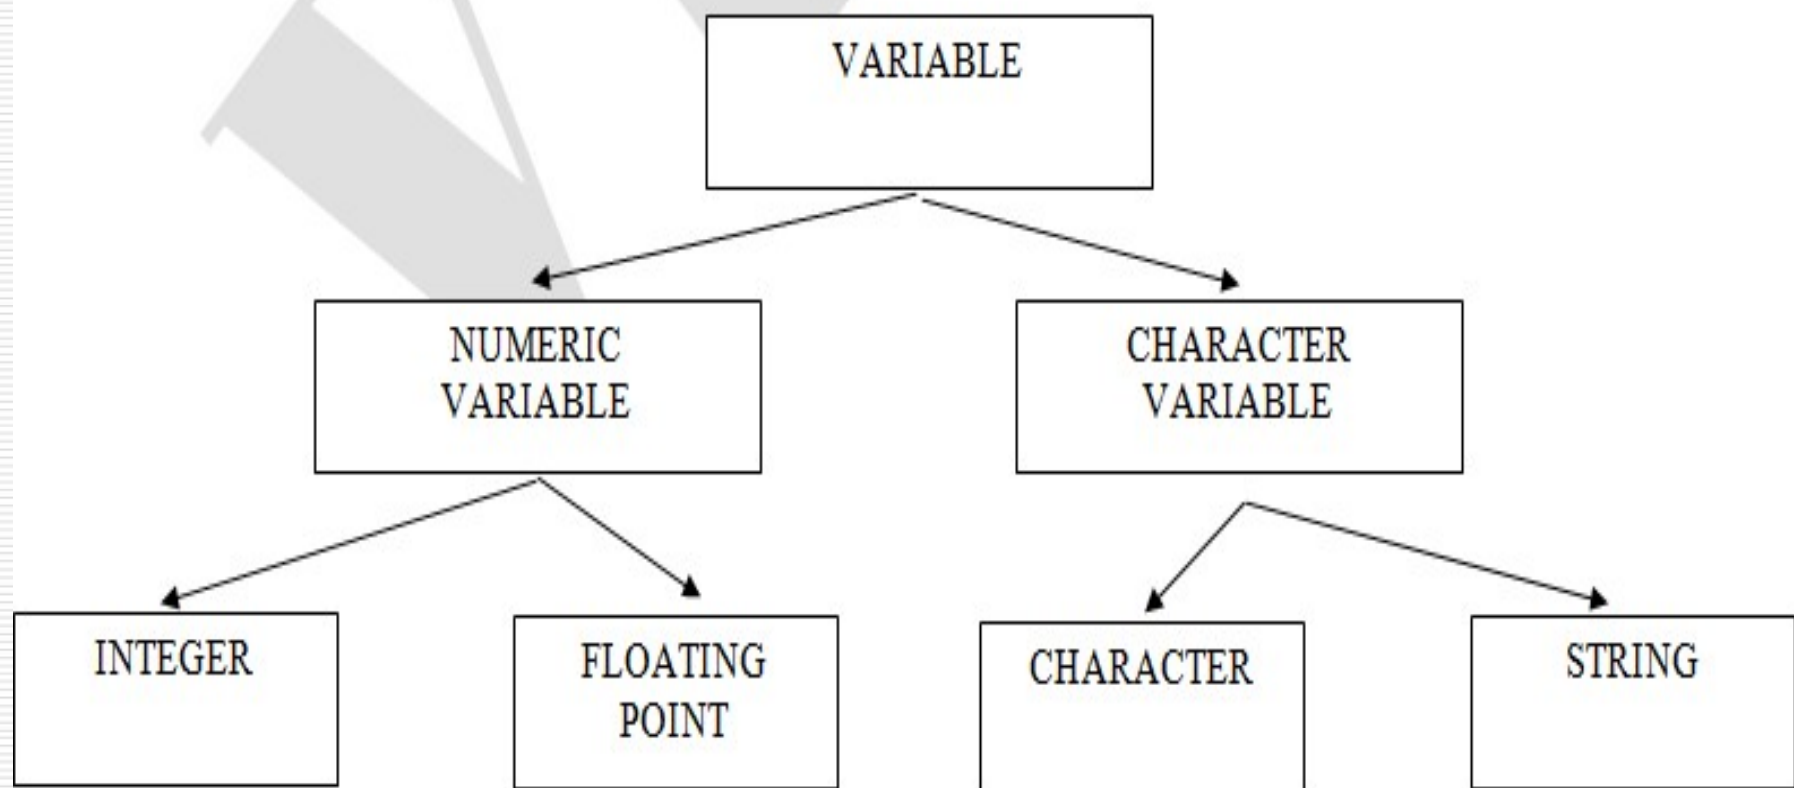 VARIABLE
NUMERIC
VARIABLE
CHARACTER
VARIABLE
INTEGER
FLOATING
POINT
CHARACTER
STRING